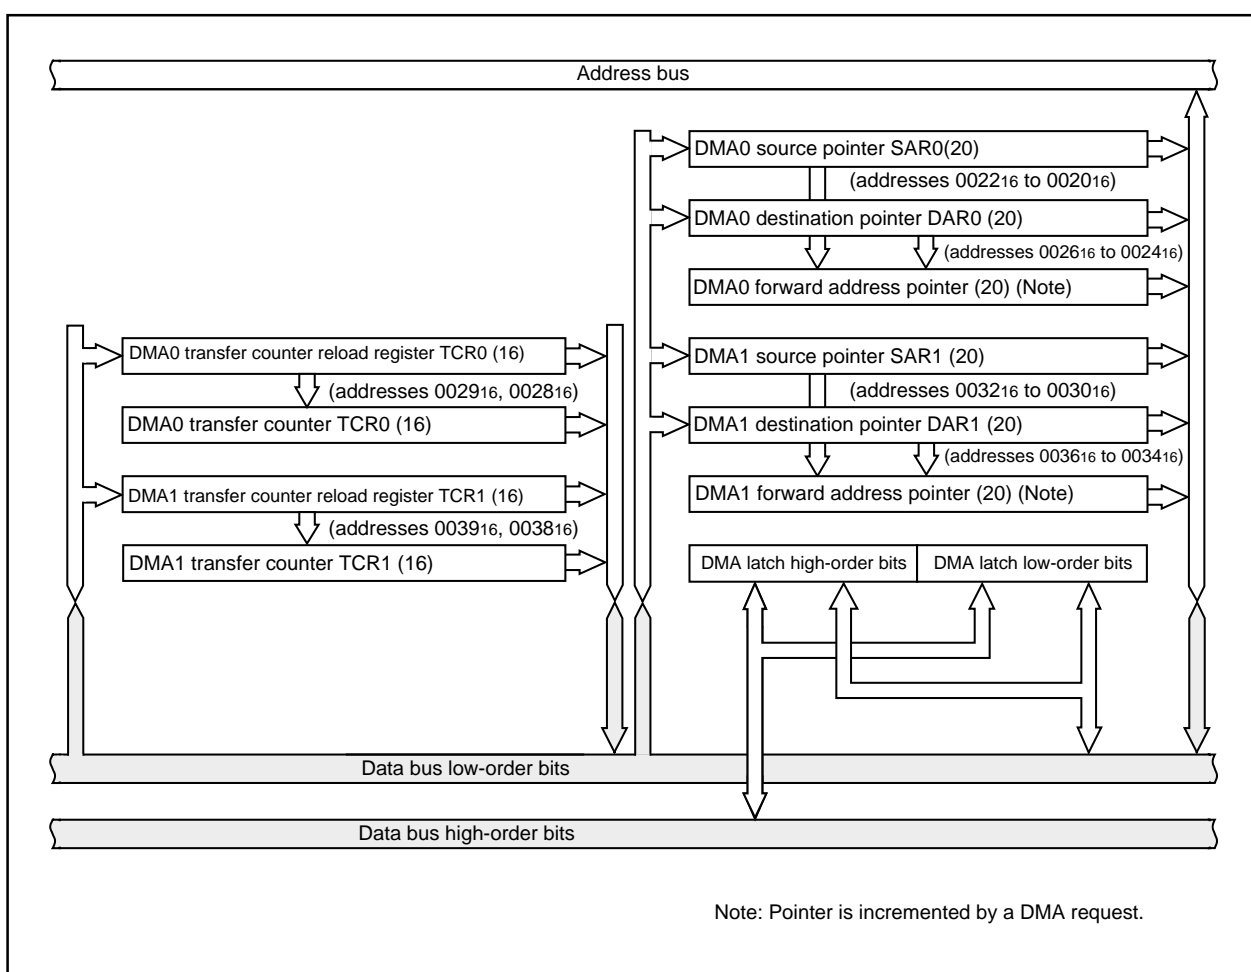 Address bus
DMA0 source pointer SAR0(20)
(addresses 002216 to 002016)
DMA0 destination pointer DAR0 (20)
(addresses 002616 to 002416)
DMA0 forward address pointer (20) (Note)
DMA0 transfer counter reload register TCR0 (16)
(addresses 002916, 002816)
DMA0 transfer counter TCR0 (16)
DMA1 transfer counter reload register TCR1 (16)
(addresses 003916, 003816)
DMA1 transfer counter TCR1 (16)
DMA1 source pointer SAR1 (20)
(addresses 003216 to 003016)
DMA1 destination pointer DAR1 (20)
(addresses 003616 to 003416)
DMA1 forward address pointer (20) (Note)
DMA latch high-order bits
DMA latch low-order bits
Data bus low-order bits
Data bus high-order bits
Note: Pointer is incremented by a DMA request.